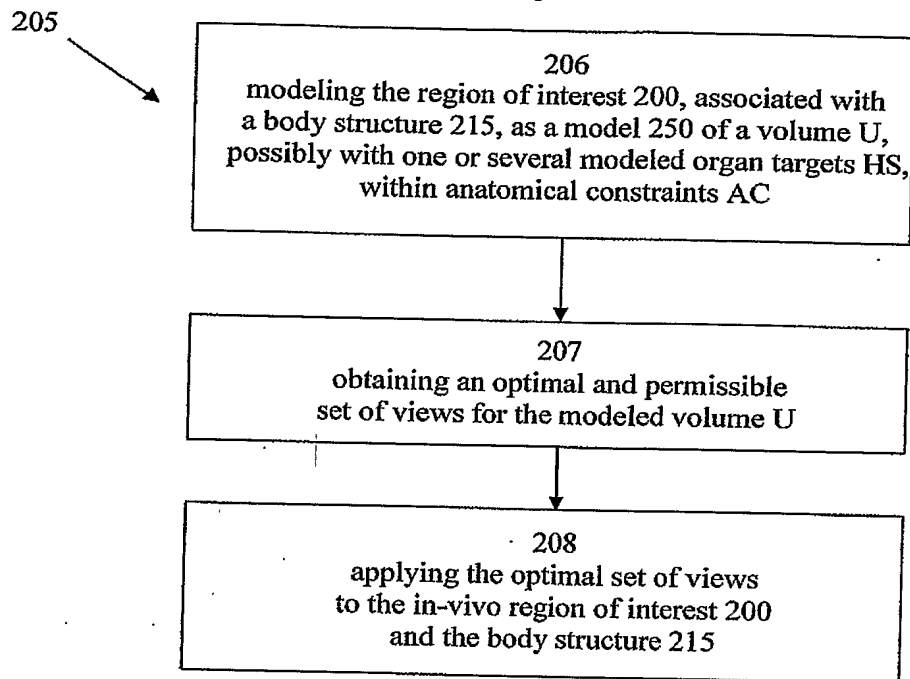 205
206
modeling the region of interest 200, associated with
a body structure 215, as a model 250 of a volume U,
possibly with one or several modeled organ targets HS,
within anatomical constraints AC
207
obtaining an optimal and permissible
set of views for the modeled volume U
208
applying the optimal set of views
to the in-vivo region of interest 200
and the body structure 215